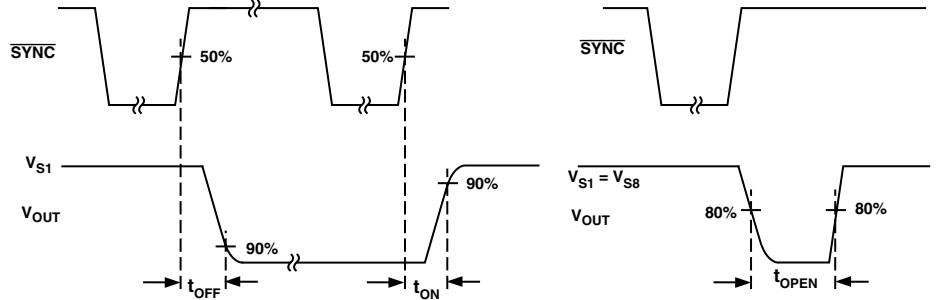 SYNC
50%
50%
SYNC
VS1
VOUT
90%
90%
VS1 = VS8
VOUT
80%
80%
tOFF
tON
tOPEN